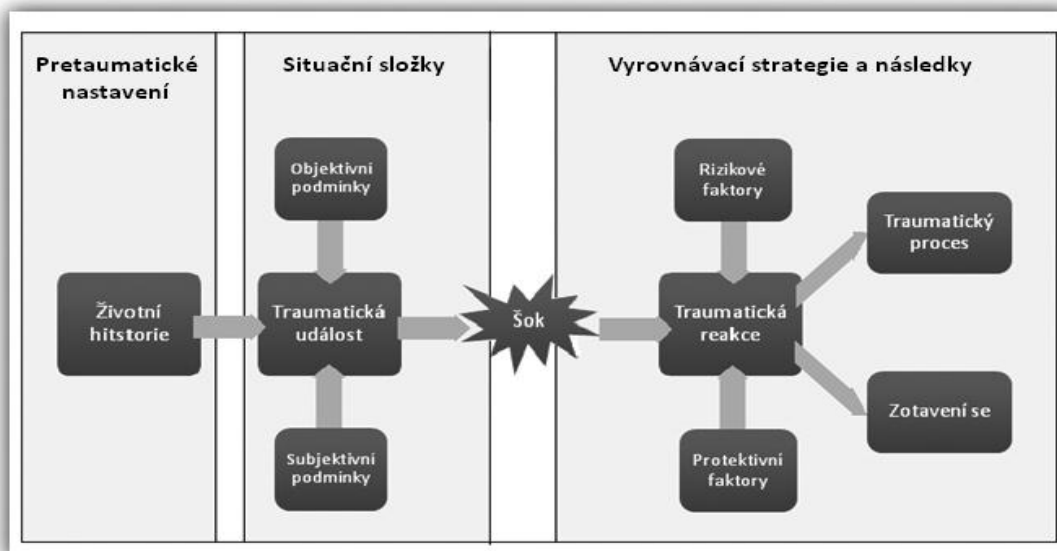 Pretaumatické
nastavení
Situační složky
Vyrovnávací strategie a následky
Objektivní
podmínky
Rizikové
faktory
Traumatický
proces
Životní
hitstorie
Traumatická
událost
Šok
Traumatická
reakce
Zotavení se
Subjektivní
podmínky
Protektivní
faktory